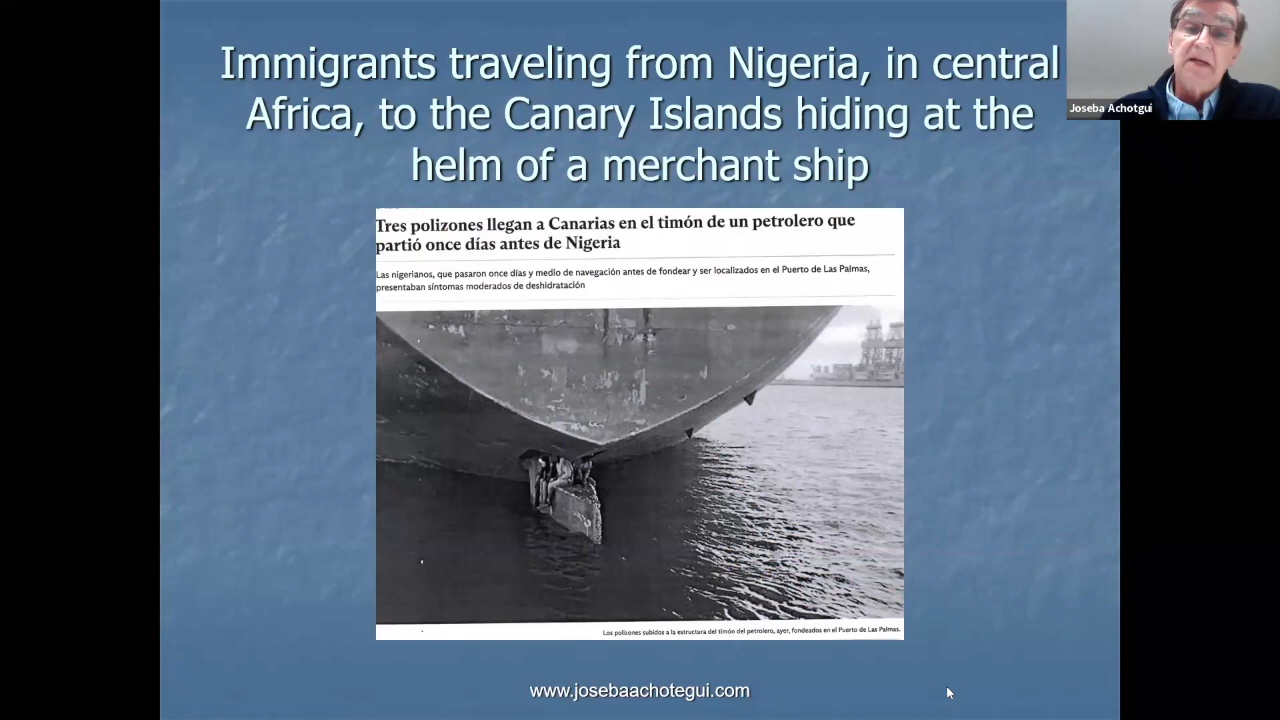 Immigrants traveling from Nigeria, in central
Africa, to the Canary Islands hiding at the
helm of a merchant ship
Joseba Achotgui
Tres polizones llegan a Canarias en el timón de un petrolero que
partió once días antes de Nigeria
Las nigerianos, que pasaron once días y medio de navegación antes de fondear y ser localizados en el Puerto de Las Palmas,
presentaban síntomas moderados de deshidratación
Los polizones subidos a la estructura del timón del petrolero, ayer, fondeados en el Puerto de Las Palmas.
www.josebaachotegui.com